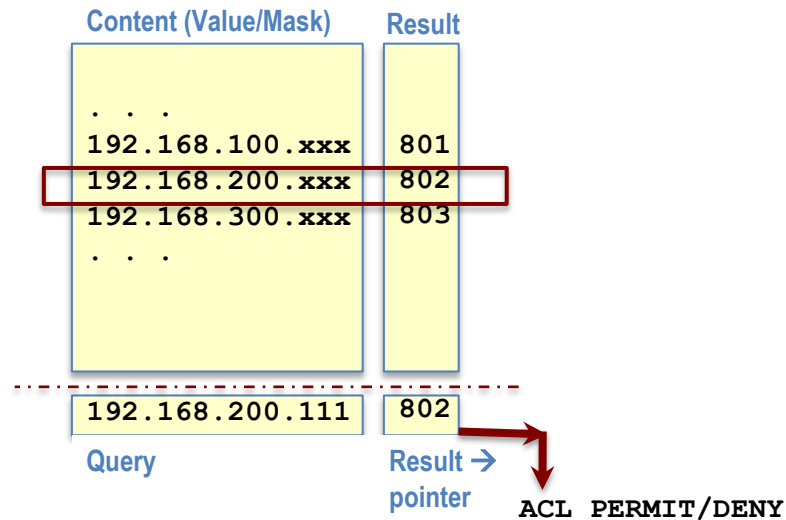 Content (Value/Mask) Result
. . .
192.168.100.xxx 801
192.168.200.xxx 802
192.168.300.xxx 803
. . .
192.168.200.111 802
Query Result →
pointer
ACL PERMIT/DENY